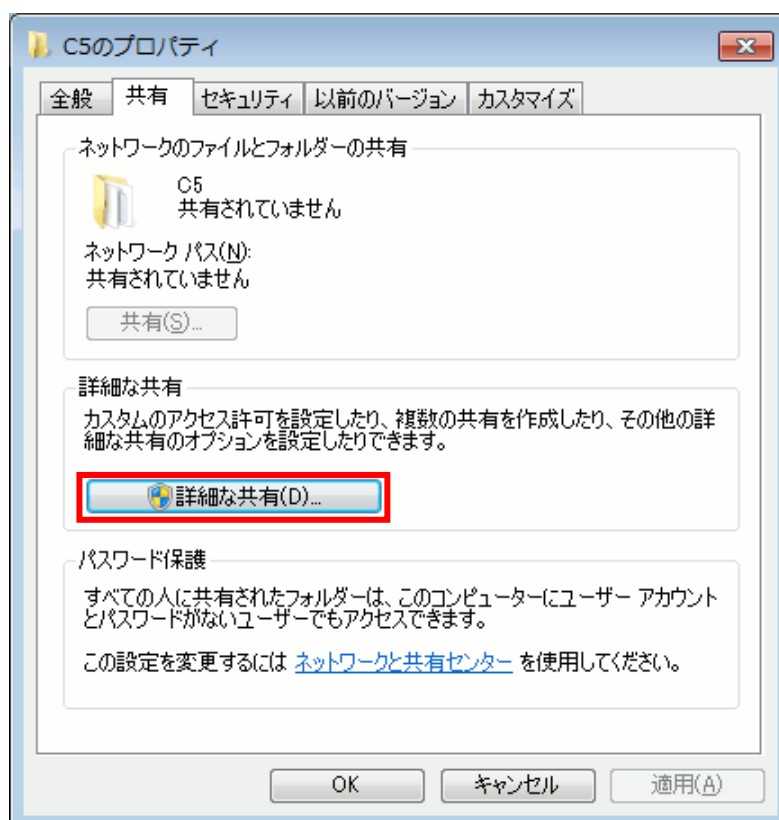 C5のプロパティ
全般 共有 セキュリティ 以前のバージョン カスタマイズ
ネットワークのファイルとフォルダーの共有
C5
共有されていません
ネットワーク パス(N):
共有されていません
共有(S)...
詳細な共有
カスタムのアクセス許可を設定したり、複数の共有を作成したり、その他の詳
細な共有のオプションを設定したりできます。
詳細な共有(D)...
パスワード保護
すべての人に共有されたフォルダーは、このコンピューターにユーザー アカウント
とパスワードがないユーザーでもアクセスできます。
この設定を変更するには ネットワークと共有センター を使用してください。
OK キャンセル 適用(A)